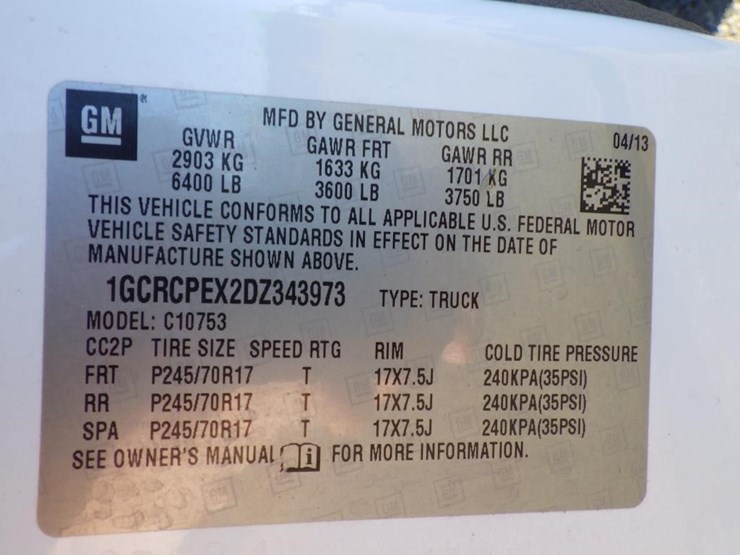 GM
MFD BY GENERAL MOTORS LLC 04/13
GVWR GAWR FRT GAWR RR
2903 KG 1633 KG 1701 KG
6400 LB 3600 LB 3750 LB
THIS VEHICLE CONFORMS TO ALL APPLICABLE U.S. FEDERAL MOTOR
VEHICLE SAFETY STANDARDS IN EFFECT ON THE DATE OF
MANUFACTURE SHOWN ABOVE.
1GCRCPEX2DZ343973 TYPE: TRUCK
MODEL: C10753
CC2P TIRE SIZE SPEED RTG RIM COLD TIRE PRESSURE
FRT P245/70R17 T 17X7.5J 240KPA(35PSI)
RR P245/70R17 T 17X7.5J 240KPA(35PSI)
SPA P245/70R17 T 17X7.5J 240KPA(35PSI)
SEE OWNER'S MANUAL i FOR MORE INFORMATION.